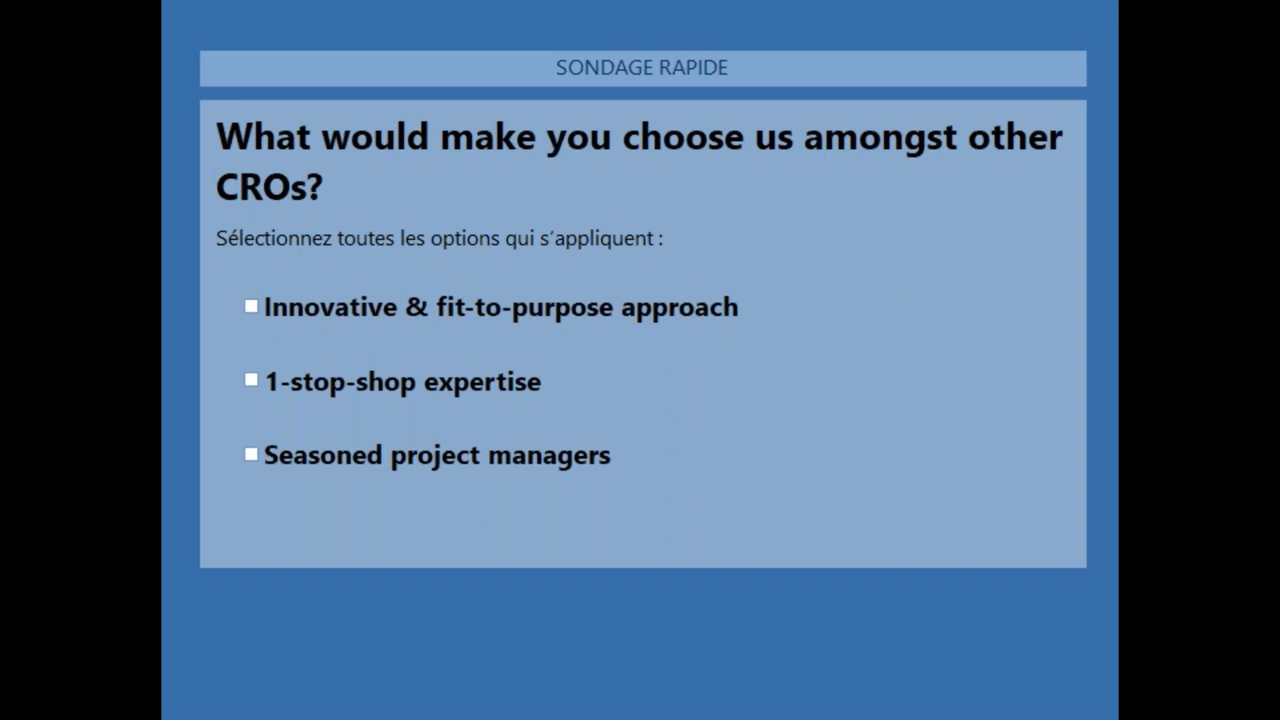 SONDAGE RAPIDE
What would make you choose us amongst other
CROs?
Sélectionnez toutes les options qui s’appliquent :
Innovative & fit-to-purpose approach
1-stop-shop expertise
Seasoned project managers